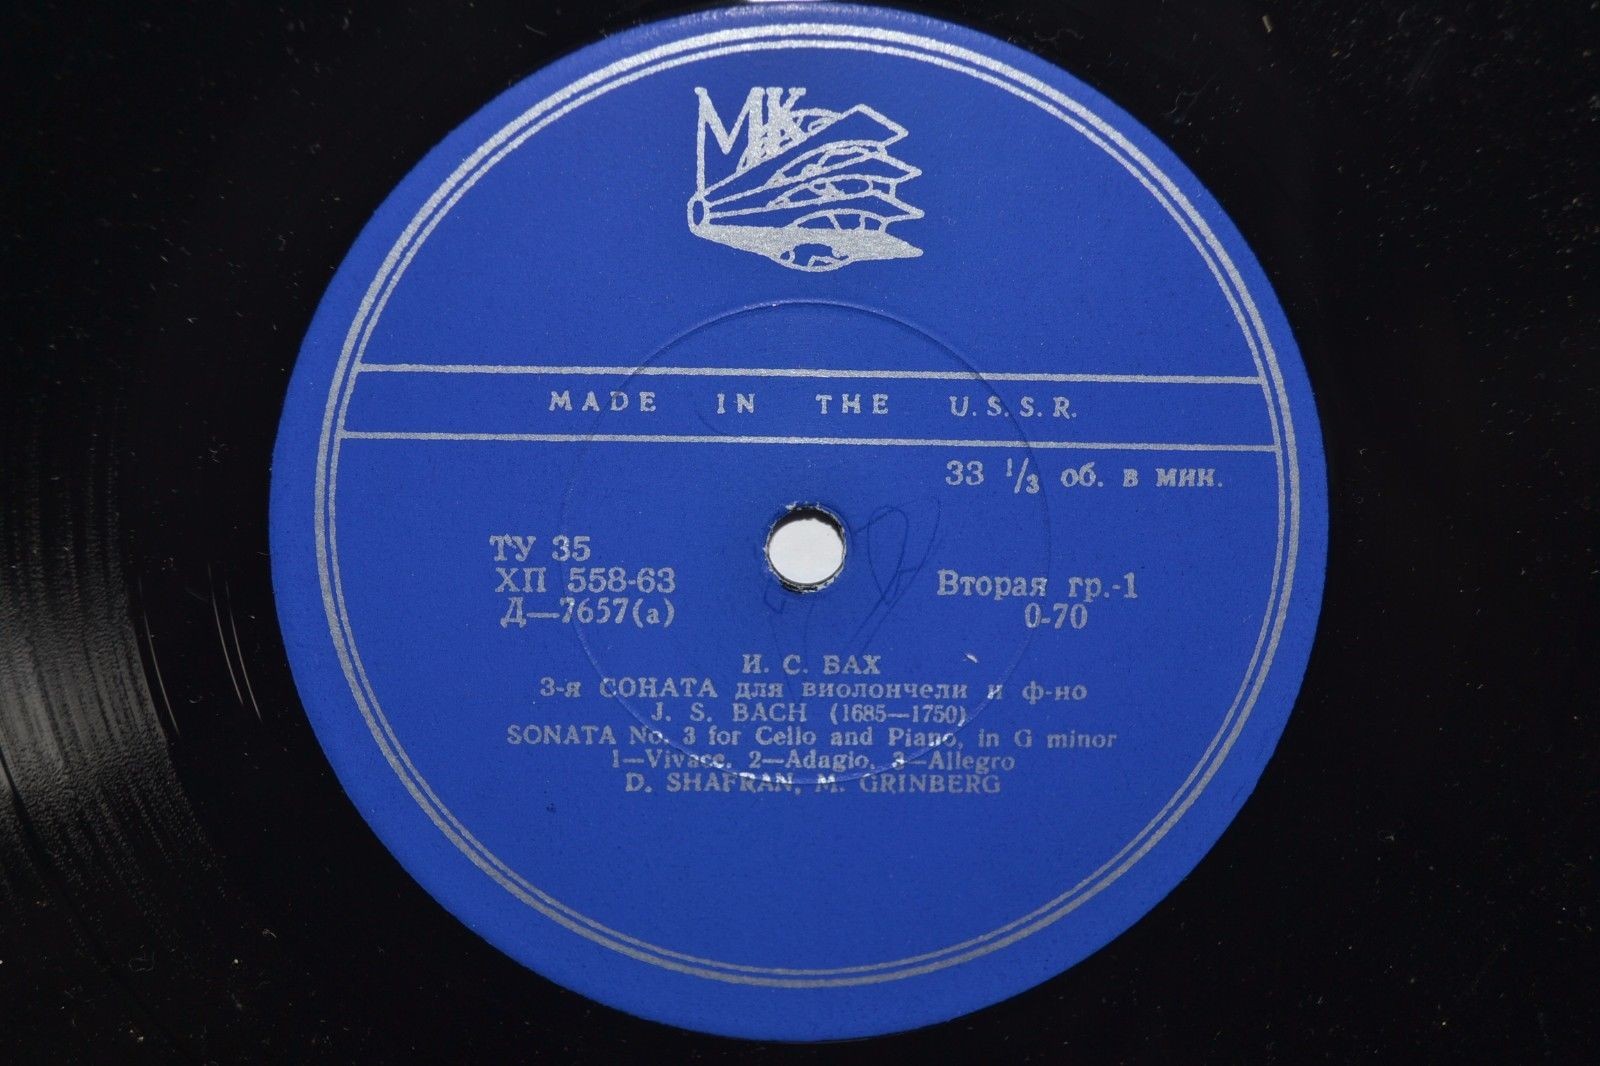 МК
MADE IN THE U.S.S.R.
33 1/3 об. в мин.
ТУ 35
ХП 558-63
Д—7657(а)
Вторая гр.-1
0-70
И. С. БАХ
3-я СОНАТА для виолончели и ф-но
J. S. BACH (1685—1750)
SONATA No. 3 for Cello and Piano, in G minor
1—Vivace, 2—Adagio, 3—Allegro
D. SHAFRAN, M. GRINBERG